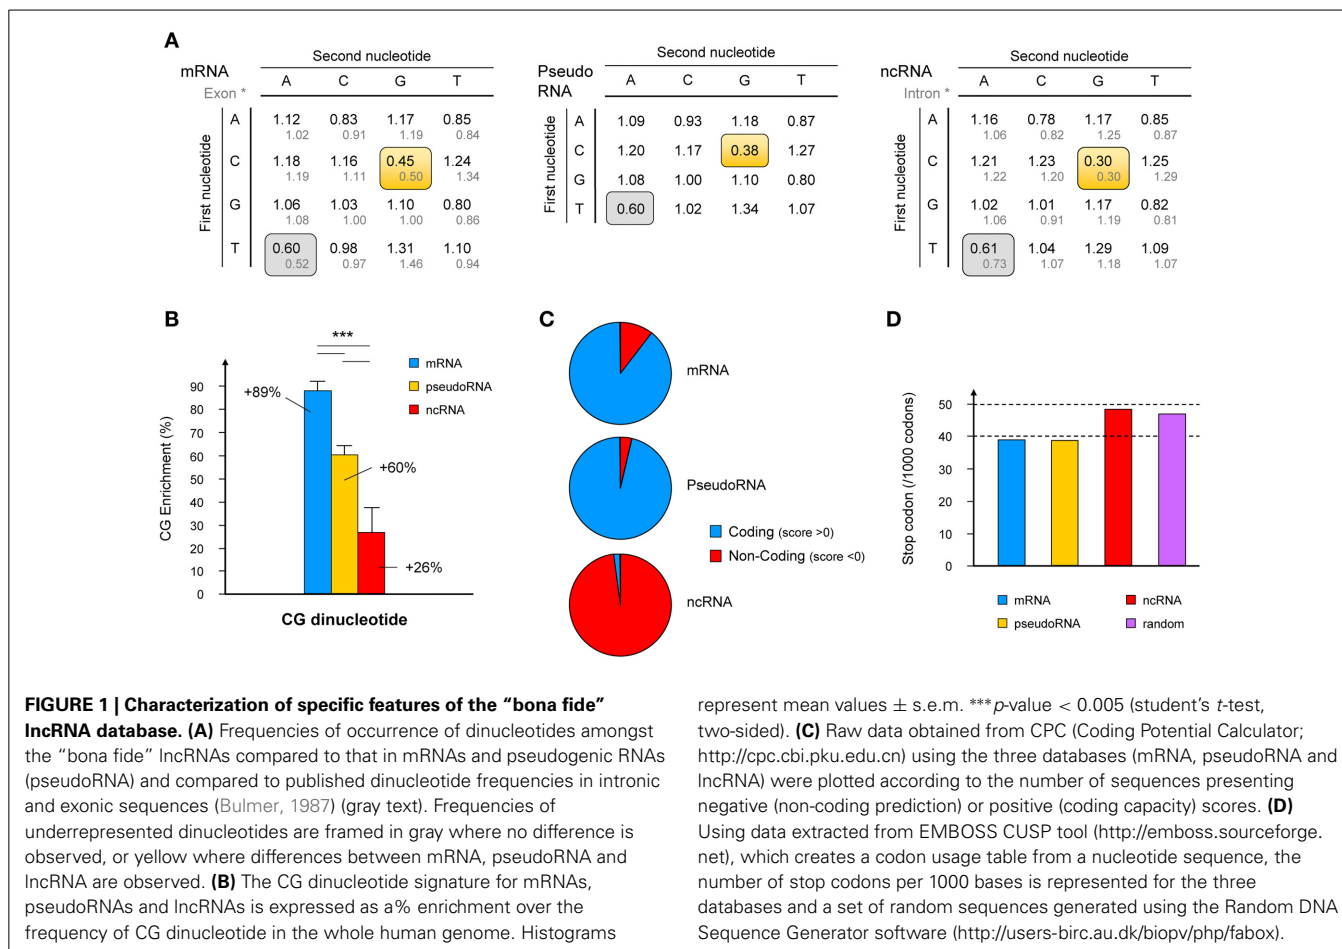 A
Second nucleotide
mRNA
A C G T
Exon *
First nucleotide
A 1.12 0.83 1.17 0.85
1.02 0.91 1.19 0.84
C 1.18 1.16 0.45 1.24
1.19 1.11 0.50 1.34
G 1.06 1.03 1.10 0.80
1.08 1.00 1.00 0.86
T 0.60 0.98 1.31 1.10
0.52 0.97 1.46 0.94
Second nucleotide
Pseudo
RNA
A C G T
First nucleotide
A 1.09 0.93 1.18 0.87
C 1.20 1.17 0.38 1.27
G 1.08 1.00 1.10 0.80
T 0.60 1.02 1.34 1.07
Second nucleotide
ncRNA
A C G T
Intron *
First nucleotide
A 1.16 0.78 1.17 0.85
1.06 0.82 1.25 0.87
C 1.21 1.23 0.30 1.25
1.22 1.20 0.30 1.29
G 1.02 1.01 1.17 0.82
1.06 0.91 1.19 0.81
T 0.61 1.04 1.29 1.09
0.73 1.07 1.18 1.07
B
***
mRNA
pseudoRNA
ncRNA
CG Enrichment (%)
90
80
70
60
50
40
30
20
10
0
+89%
+60%
+26%
CG dinucleotide
C
mRNA
PseudoRNA
Coding (score >0)
Non-Coding (score <0)
ncRNA
D
Stop codon (/1000 codons)
50
40
30
20
10
0
mRNA
ncRNA
pseudoRNA
random
FIGURE 1 | Characterization of specific features of the “bona fide”
lncRNA database. (A) Frequencies of occurrence of dinucleotides amongst
the “bona fide” lncRNAs compared to that in mRNAs and pseudogenic RNAs
(pseudoRNA) and compared to published dinucleotide frequencies in intronic
and exonic sequences (Bulmer, 1987) (gray text). Frequencies of
underrepresented dinucleotides are framed in gray where no difference is
observed, or yellow where differences between mRNA, pseudoRNA and
lncRNA are observed. (B) The CG dinucleotide signature for mRNAs,
pseudoRNAs and lncRNAs is expressed as a% enrichment over the
frequency of CG dinucleotide in the whole human genome. Histograms
represent mean values ± s.e.m. ***p-value < 0.005 (student’s t-test,
two-sided). (C) Raw data obtained from CPC (Coding Potential Calculator;
http://cpc.cbi.pku.edu.cn) using the three databases (mRNA, pseudoRNA and
lncRNA) were plotted according to the number of sequences presenting
negative (non-coding prediction) or positive (coding capacity) scores. (D)
Using data extracted from EMBOSS CUSP tool (http://emboss.sourceforge.
net), which creates a codon usage table from a nucleotide sequence, the
number of stop codons per 1000 bases is represented for the three
databases and a set of random sequences generated using the Random DNA
Sequence Generator software (http://users-birc.au.dk/biopv/php/fabox).